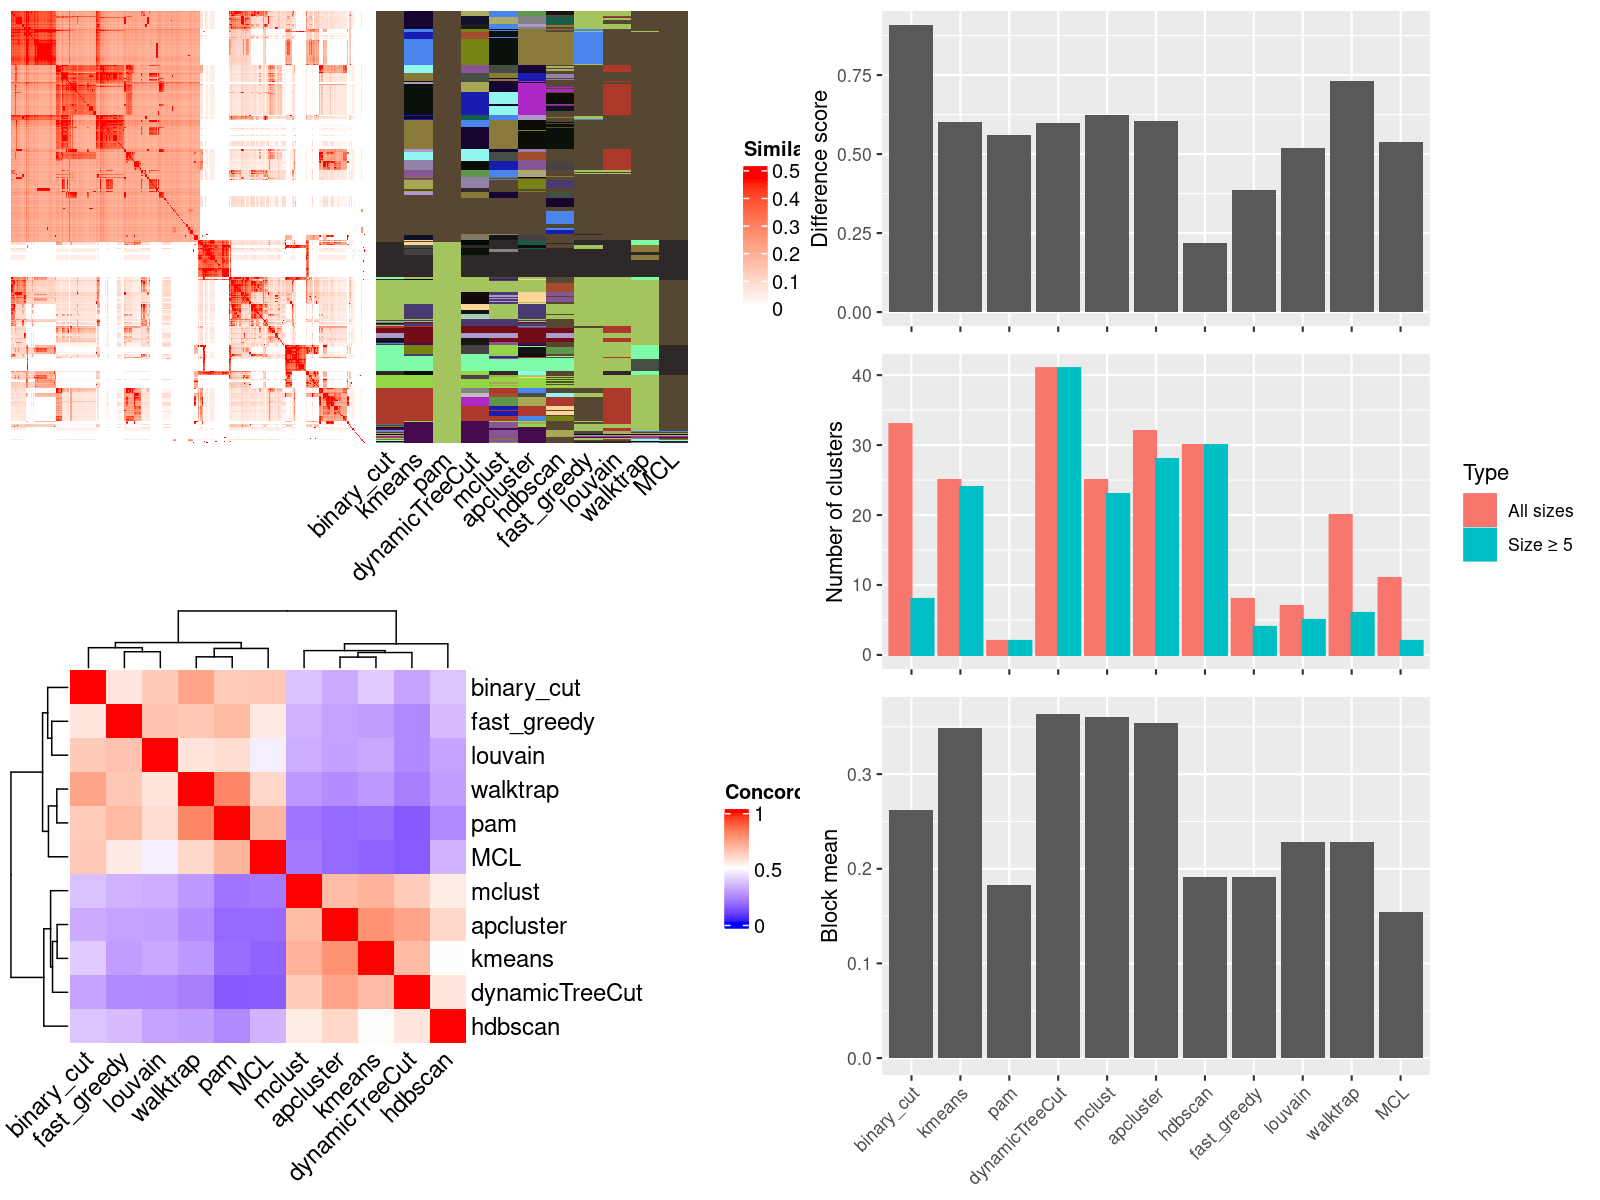 Simila
0.5
0.4
0.3
0.2
0.1
0
binary_cut
kmeans
pam
dynamicTreeCut
mclust
apcluster
hdbscan
fast_greedy
louvain
walktrap
MCL
Difference score
0.75
0.50
0.25
0.00
Number of clusters
40
30
20
10
0
Type
All sizes
Size ≥ 5
binary_cut
fast_greedy
louvain
walktrap
pam
MCL
mclust
apcluster
kmeans
dynamicTreeCut
hdbscan
binary_cut
fast_greedy
louvain
walktrap
pam
MCL
mclust
apcluster
kmeans
dynamicTreeCut
hdbscan
Concord
1
0.5
0
Block mean
0.3
0.2
0.1
0.0
binary_cut
kmeans
pam
dynamicTreeCut
mclust
apcluster
hdbscan
fast_greedy
louvain
walktrap
MCL